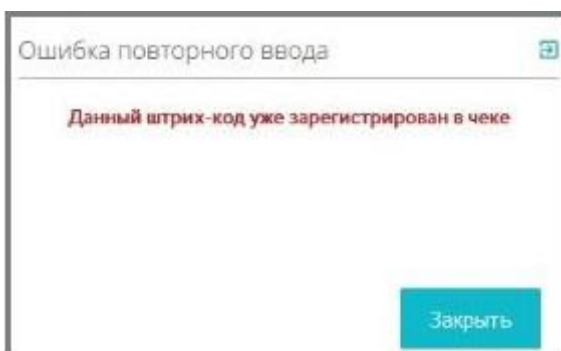 Ошибка повторного ввода
Данный штрих-код уже зарегистрирован в чеке
Закрыть